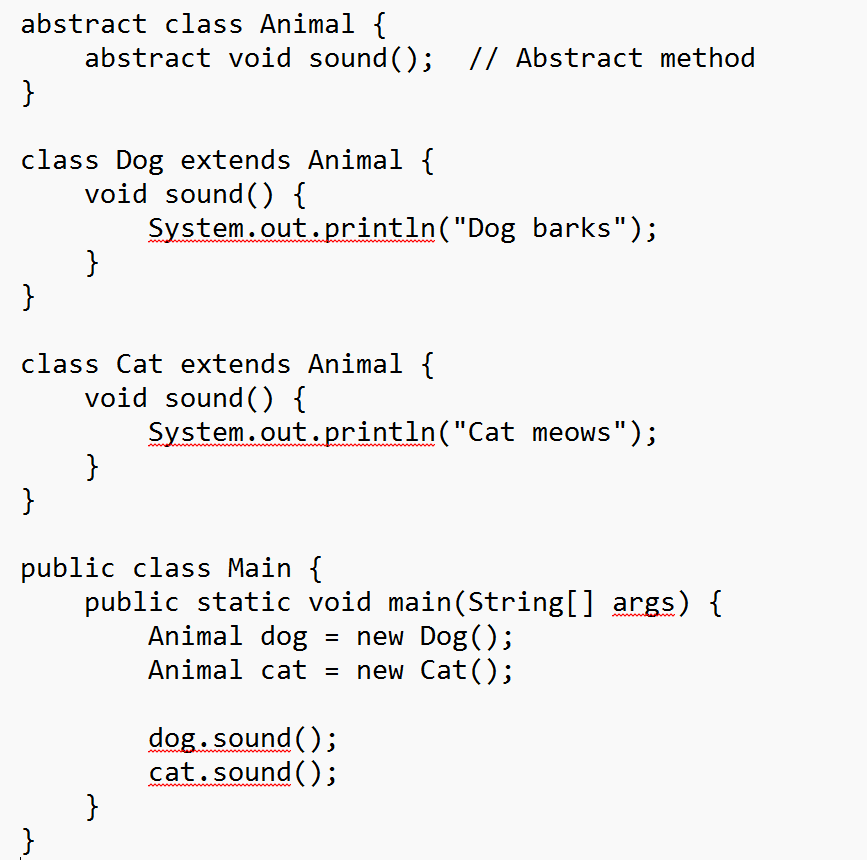 abstract class Animal {
    abstract void sound();  // Abstract method
}

class Dog extends Animal {
    void sound() {
        System.out.println("Dog barks");
    }
}

class Cat extends Animal {
    void sound() {
        System.out.println("Cat meows");
    }
}

public class Main {
    public static void main(String[] args) {
        Animal dog = new Dog();
        Animal cat = new Cat();

        dog.sound();
        cat.sound();
    }
}